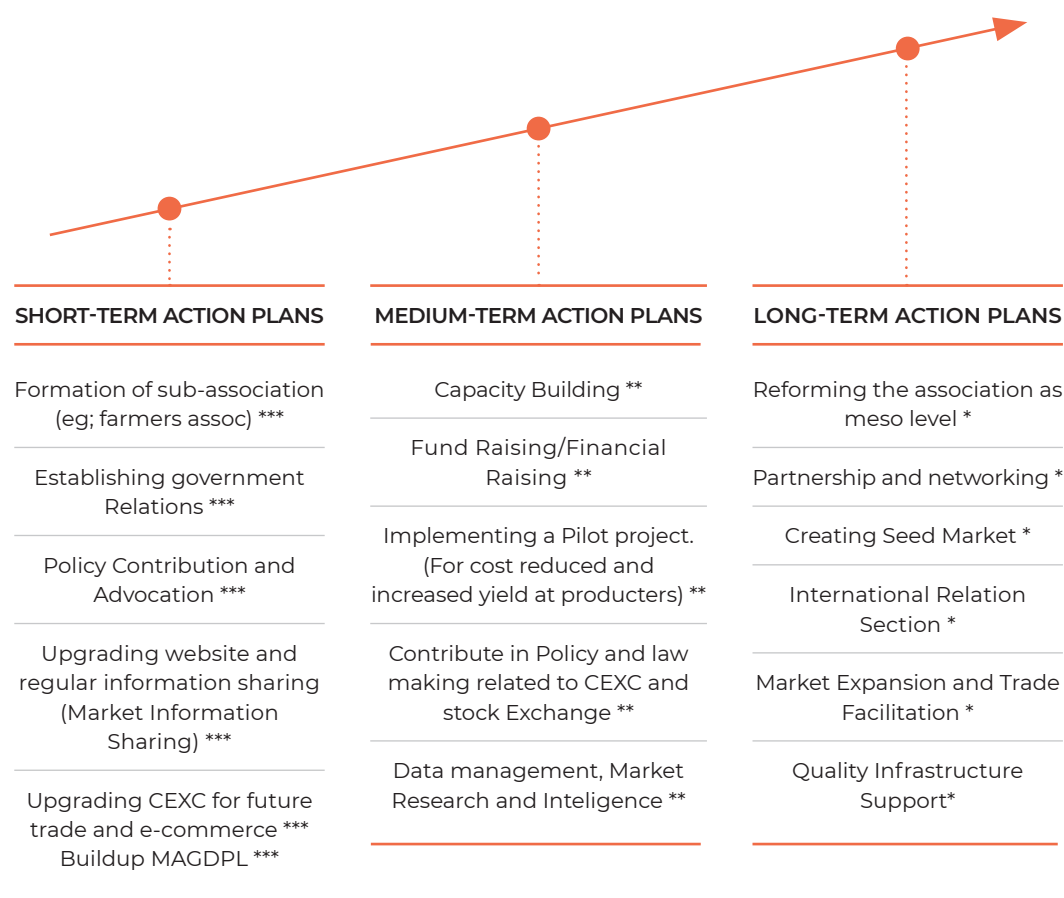 SHORT-TERM ACTION PLANS
Formation of sub-association
(eg; farmers assoc) ***
Establishing government
Relations ***
Policy Contribution and
Advocation ***
Upgrading website and
regular information sharing
(Market Information
Sharing) ***
Upgrading CEXC for future
trade and e-commerce ***
Buildup MAGDPL ***
MEDIUM-TERM ACTION PLANS
Capacity Building **
Fund Raising/Financial
Raising **
Implementing a Pilot project.
(For cost reduced and
increased yield at producters) **
Contribute in Policy and law
making related to CEXC and
stock Exchange **
Data management, Market
Research and Inteligence **
LONG-TERM ACTION PLANS
Reforming the association as
meso level *
Partnership and networking *
Creating Seed Market *
International Relation
Section *
Market Expansion and Trade
Facilitation *
Quality Infrastructure
Support*